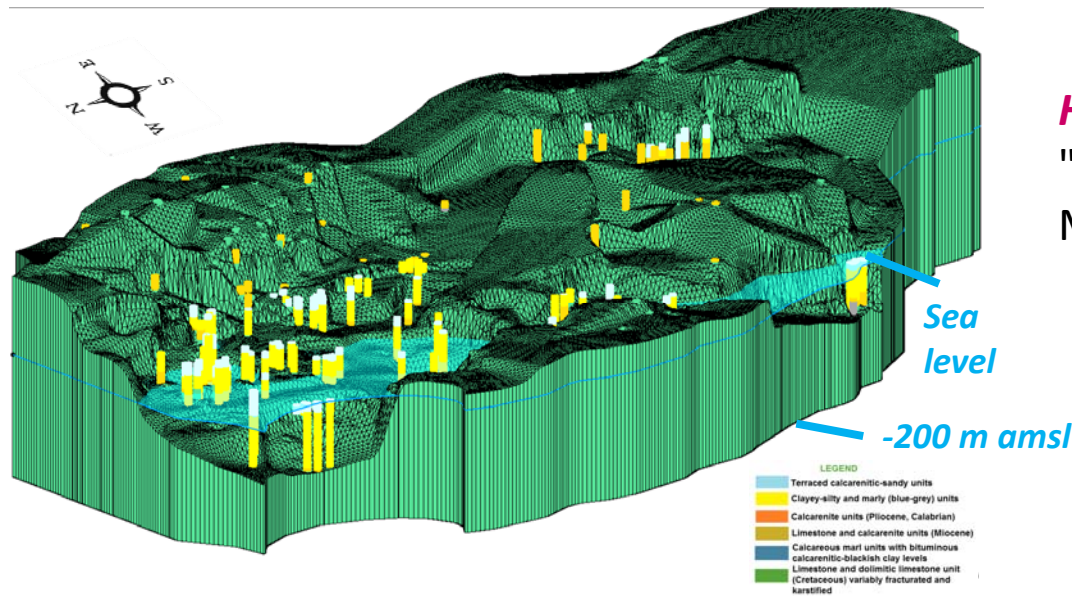 E
S
N
W
H
"
N
Sea
level
-200 m amsl
LEGEND
Terraced calcarenitic-sandy units
Clayey-silty and marly (blue-grey) units
Calcarenite units (Pliocene, Calabrian)
Limestone and calcarenite units (Miocene)
Calcareous marl units with bituminous
calcarenitic-blackish clay levels
Limestone and dolimitic limestone unit
(Cretaceous) variably fracturated and
karstified